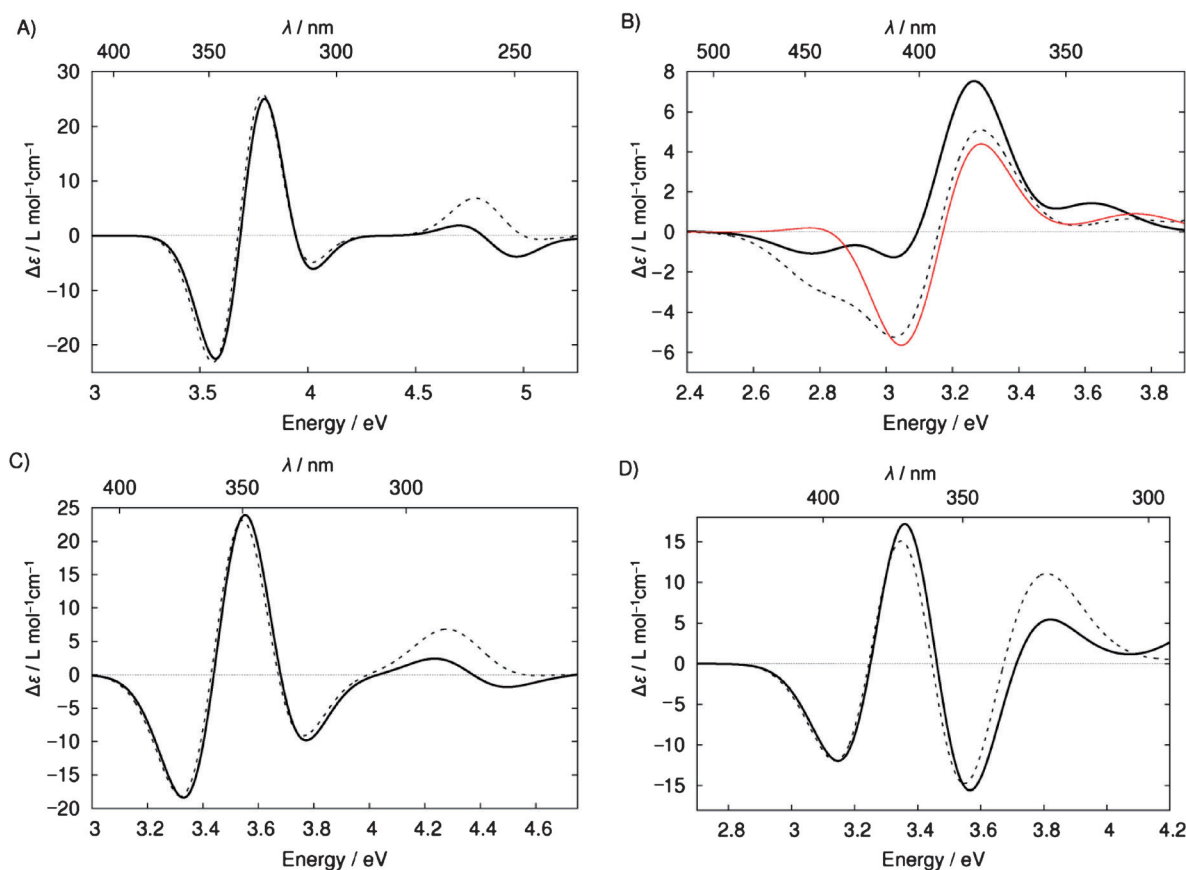 A)
λ / nm
400 350 300 250
30
20
10
0
−10
−20
Δε / L mol⁻¹cm⁻¹
3 3.5 4 4.5 5
Energy / eV
B)
λ / nm
500 450 400 350
8
6
4
2
0
−2
−4
−6
Δε / L mol⁻¹cm⁻¹
2.4 2.6 2.8 3 3.2 3.4 3.6 3.8
Energy / eV
C)
λ / nm
400 350 300
25
20
15
10
5
0
−5
−10
−15
−20
Δε / L mol⁻¹cm⁻¹
3 3.2 3.4 3.6 3.8 4 4.2 4.4 4.6
Energy / eV
D)
λ / nm
400 350 300
15
10
5
0
−5
−10
−15
Δε / L mol⁻¹cm⁻¹
2.8 3 3.2 3.4 3.6 3.8 4 4.2
Energy / eV